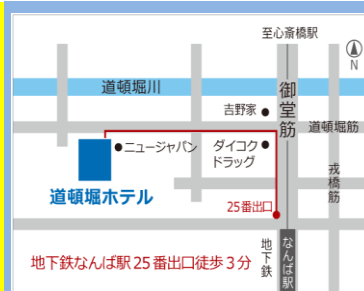 至心斎橋駅
N
道頓堀川
御堂筋
吉野家
道頓堀筋
ニュージャパン
ダイコク
ドラッグ
戎橋筋
道頓堀ホテル
25番出口
地下鉄なんば駅25番出口徒歩3分
地下鉄
なんば駅